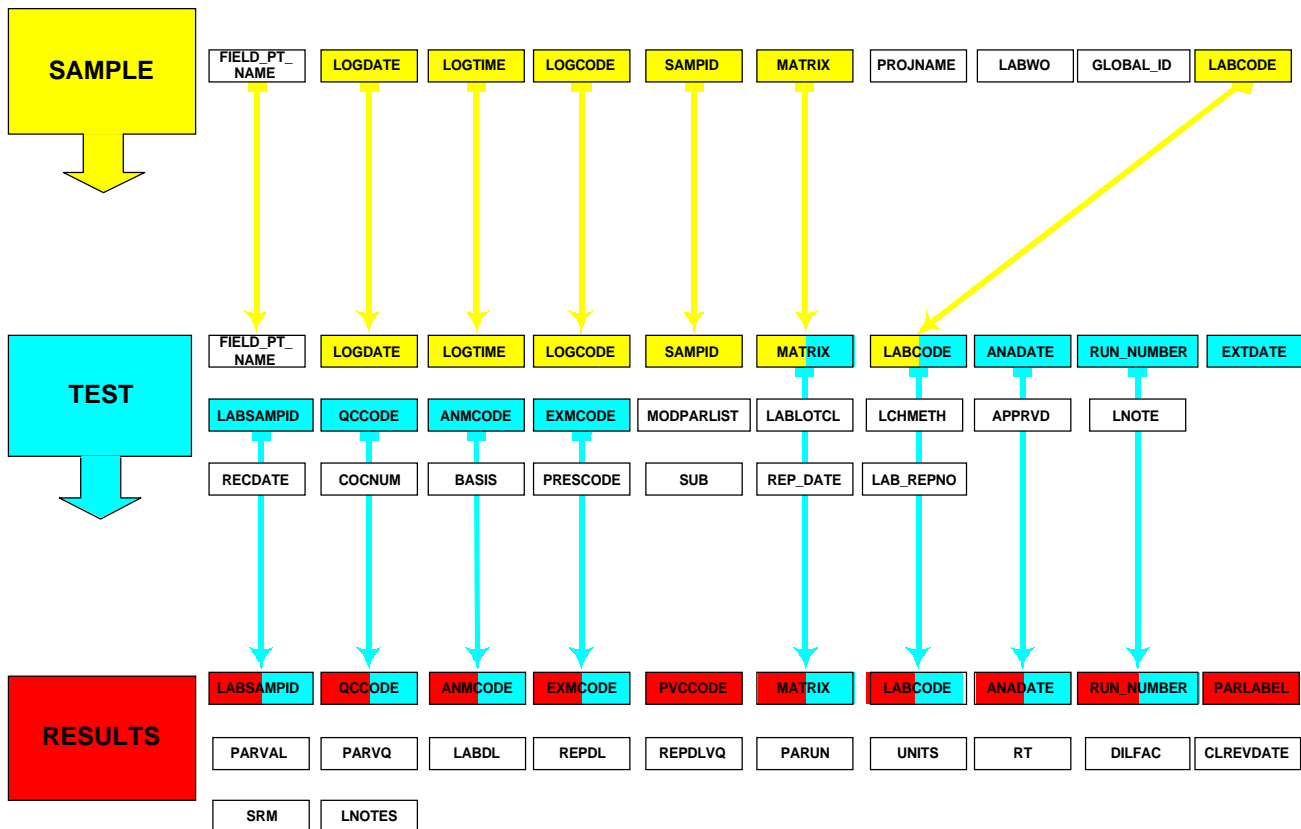 SAMPLE
FIELD_PT_
NAME
LOGDATE
LOGTIME
LOGCODE
SAMPID
MATRIX
PROJNAME
LABWO
GLOBAL_ID
LABCODE
TEST
FIELD_PT_
NAME
LOGDATE
LOGTIME
LOGCODE
SAMPID
MATRIX
LABCODE
ANADATE
RUN_NUMBER
EXTDATE
LABSAMPID
QCCODE
ANMCODE
EXMCODE
MODPARLIST
LABLOTCL
LCHMETH
APPRVD
LNOTE
RECDATE
COCNUM
BASIS
PRESCODE
SUB
REP_DATE
LAB_REPNO
RESULTS
LABSAMPID
QCCODE
ANMCODE
EXMCODE
PVCCODE
MATRIX
LABCODE
ANADATE
RUN_NUMBER
PARLABEL
PARVAL
PARVQ
LABDL
REPDL
REPDLVQ
PARUN
UNITS
RT
DILFAC
CLREVDATE
SRM
LNOTES